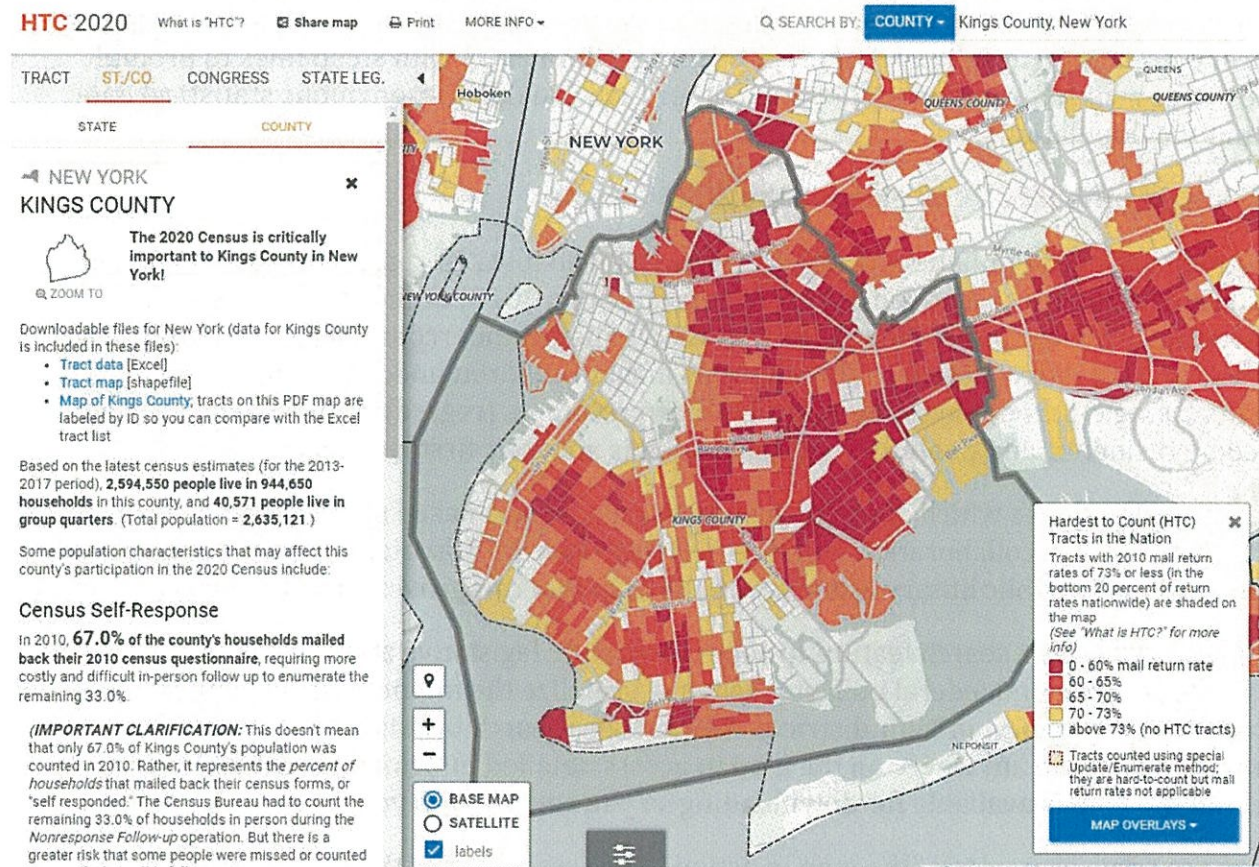 HTC 2020
What is "HTC"?
Share map
Print
MORE INFO
SEARCH BY:
COUNTY
Kings County, New York
TRACT
ST./CO.
CONGRESS
STATE LEG.
STATE
COUNTY
NEW YORK
KINGS COUNTY
The 2020 Census is critically
important to Kings County in New
York!
ZOOM TO
Downloadable files for New York (data for Kings County
is included in these files):
• Tract data [Excel]
• Tract map [shapefile]
• Map of Kings County; tracts on this PDF map are
labeled by ID so you can compare with the Excel
tract list
Based on the latest census estimates (for the 2013-
2017 period), 2,594,550 people live in 944,650
households in this county, and 40,571 people live in
group quarters. (Total population = 2,635,121.)
Some population characteristics that may affect this
county's participation in the 2020 Census include:
Census Self-Response
In 2010, 67.0% of the county's households mailed
back their 2010 census questionnaire, requiring more
costly and difficult in-person follow up to enumerate the
remaining 33.0%.
(IMPORTANT CLARIFICATION: This doesn't mean
that only 67.0% of Kings County's population was
counted in 2010. Rather, it represents the percent of
households that mailed back their census forms, or
"self responded." The Census Bureau had to count the
remaining 33.0% of households in person during the
Nonresponse Follow-up operation. But there is a
greater risk that some people were missed or counted
Hoboken
NEW YORK
QUEENS
QUEENS COUNTY
QUEENS COUNTY
Myrtle Ave
NEW YORK COUNTY
Atlantic Ave
BROOKLYN
Belt Pkwy
KINGS COUNTY
NEPONSIT
BASE MAP
SATELLITE
labels
Hardest to Count (HTC)
Tracts in the Nation
Tracts with 2010 mail return
rates of 73% or less (in the
bottom 20 percent of return
rates nationwide) are shaded on
the map
(See "What is HTC?" for more
info)
0 - 60% mail return rate
60 - 65%
65 - 70%
70 - 73%
above 73% (no HTC tracts)
Tracts counted using special
Update/Enumerate method;
they are hard-to-count but mail
return rates not applicable
MAP OVERLAYS